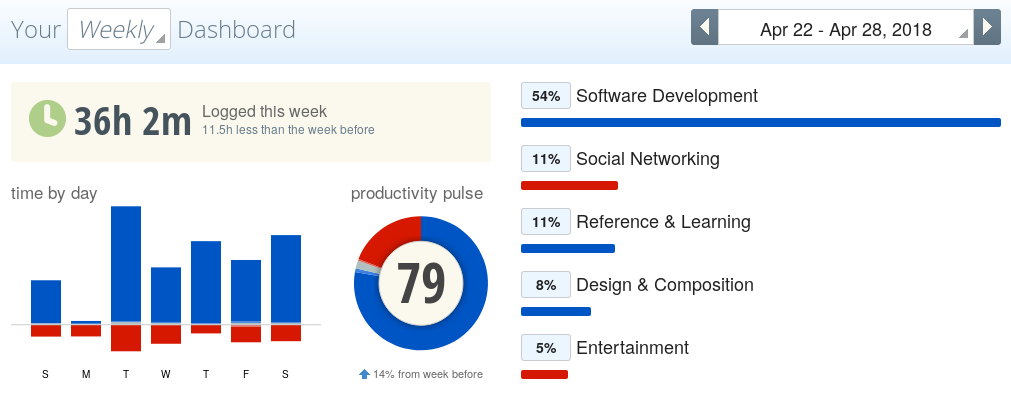 Your Weekly Dashboard
Apr 22 - Apr 28, 2018
36h 2m
Logged this week
11.5h less than the week before
time by day
S M T W T F S
productivity pulse
79
14% from week before
54% Software Development
11% Social Networking
11% Reference & Learning
8% Design & Composition
5% Entertainment